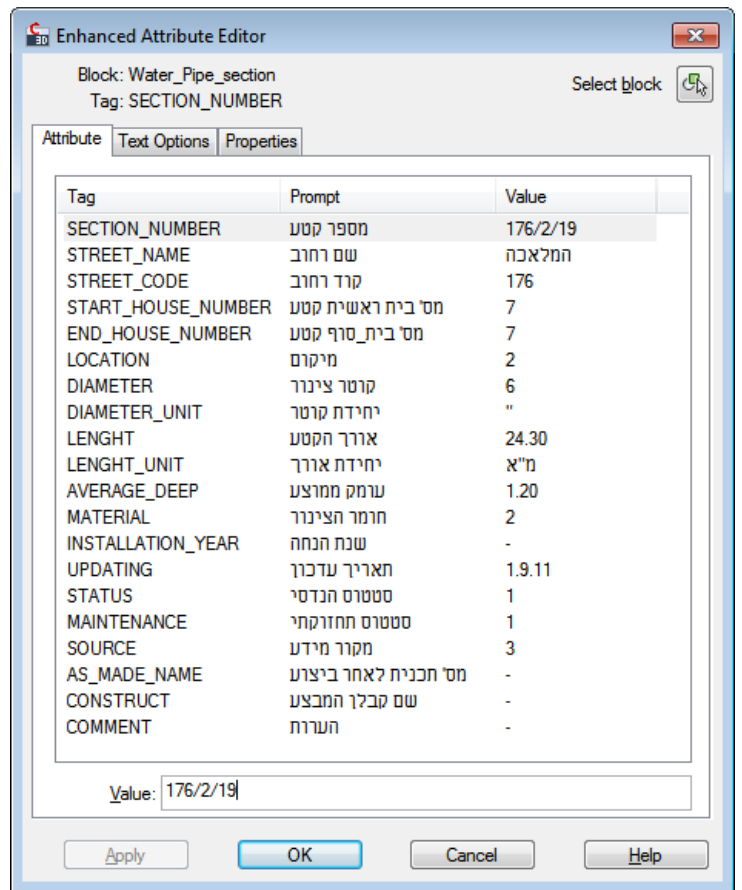 Enhanced Attribute Editor
Block: Water_Pipe_section
Select block
Tag: SECTION_NUMBER
Attribute Text Options Properties
Tag Prompt Value
SECTION_NUMBER מספר קטע 176/2/19
STREET_NAME שם רחוב המלאכה
STREET_CODE קוד רחוב 176
START_HOUSE_NUMBER מס' בית ראשית קטע 7
END_HOUSE_NUMBER מס' בית_סוף קטע 7
LOCATION מיקום 2
DIAMETER קוטר צינור 6
DIAMETER_UNIT יחידת קוטר "
LENGHT אורך הקטע 24.30
LENGHT_UNIT יחידת אורך מ"א
AVERAGE_DEEP עומק ממוצע 1.20
MATERIAL חומר הצינור 2
INSTALLATION_YEAR שנת הנחה -
UPDATING תאריך עדכון 1.9.11
STATUS סטטוס הנדסי 1
MAINTENANCE סטטוס תחזוקתי 1
SOURCE מקור מידע 3
AS_MADE_NAME מס' תכנית לאחר ביצוע -
CONSTRUCT שם קבלן המבצע -
COMMENT הערות -
Value: 176/2/19
Apply OK Cancel Help